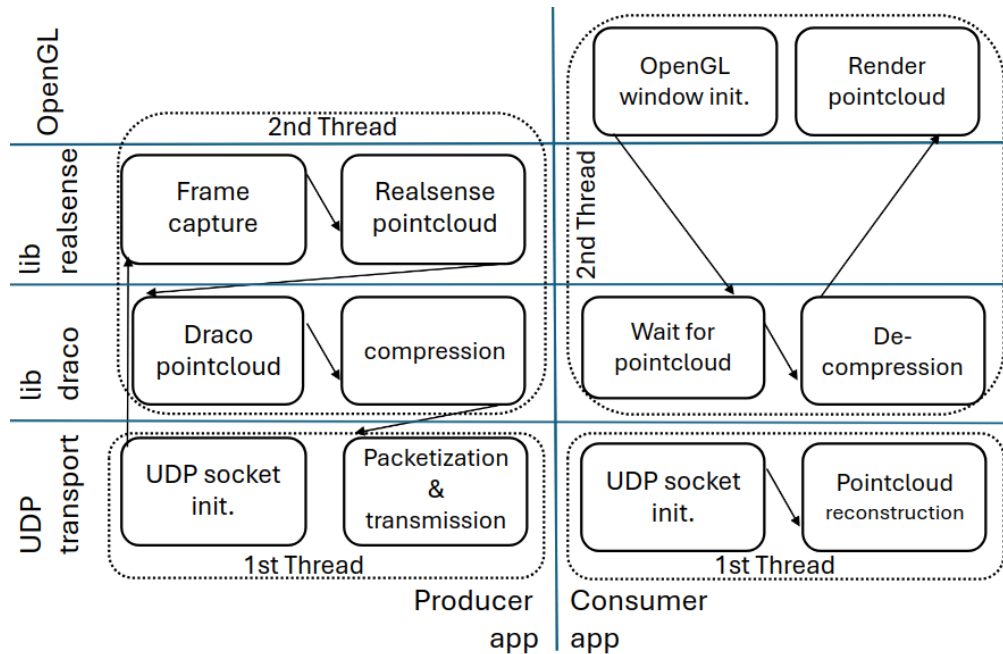 OpenGL
OpenGL
window init.
Render
pointcloud
2nd Thread
lib
realsense
Frame
capture
Realsense
pointcloud
2nd Thread
lib
draco
Draco
pointcloud
compression
Wait for
pointcloud
De-
compression
UDP
transport
UDP socket
init.
Packetization
&
transmission
UDP socket
init.
Pointcloud
reconstruction
1st Thread
1st Thread
Producer
app
Consumer
app